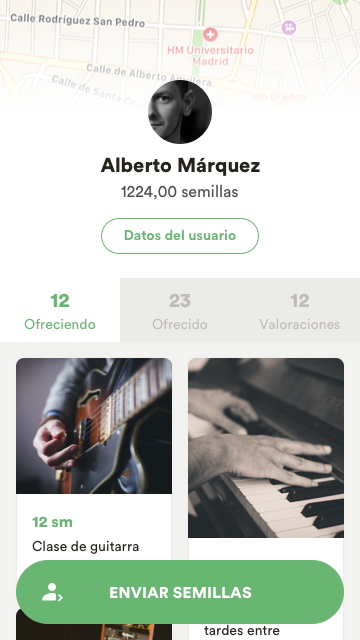 Calle Rodríguez San Pedro
HM Universitario
Madrid
Calle de Alberto Aguilera
Calle de Santa Cruz
Alberto Márquez
1224,00 semillas
Datos del usuario
12
23
12
Ofreciendo
Ofrecido
Valoraciones
12 sm
Clase de guitarra
ENVIAR SEMILLAS
tardes entre